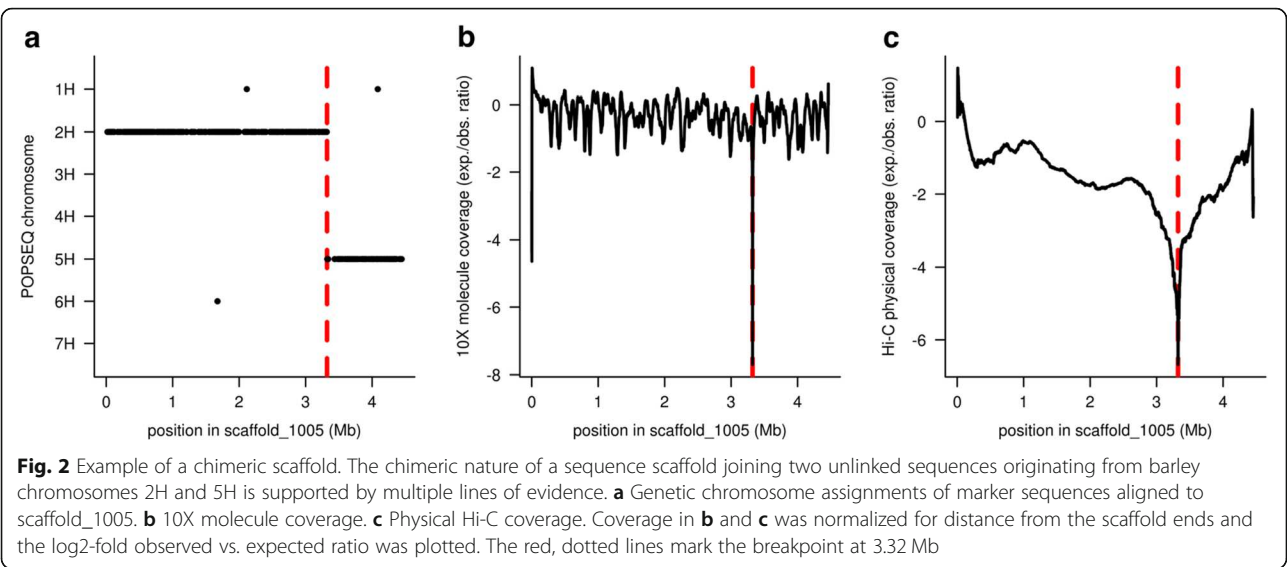 a
1H
2H
3H
4H
5H
6H
7H
POPSEQ chromosome
0 1 2 3 4
position in scaffold_1005 (Mb)
b
0
-2
-4
-6
-8
10X molecule coverage (exp./obs. ratio)
0 1 2 3 4
position in scaffold_1005 (Mb)
c
0
-2
-4
-6
Hi-C physical coverage (exp./obs. ratio)
0 1 2 3 4
position in scaffold_1005 (Mb)
Fig. 2 Example of a chimeric scaffold. The chimeric nature of a sequence scaffold joining two unlinked sequences originating from barley
chromosomes 2H and 5H is supported by multiple lines of evidence. a Genetic chromosome assignments of marker sequences aligned to
scaffold_1005. b 10X molecule coverage. c Physical Hi-C coverage. Coverage in b and c was normalized for distance from the scaffold ends and
the log2-fold observed vs. expected ratio was plotted. The red, dotted lines mark the breakpoint at 3.32 Mb